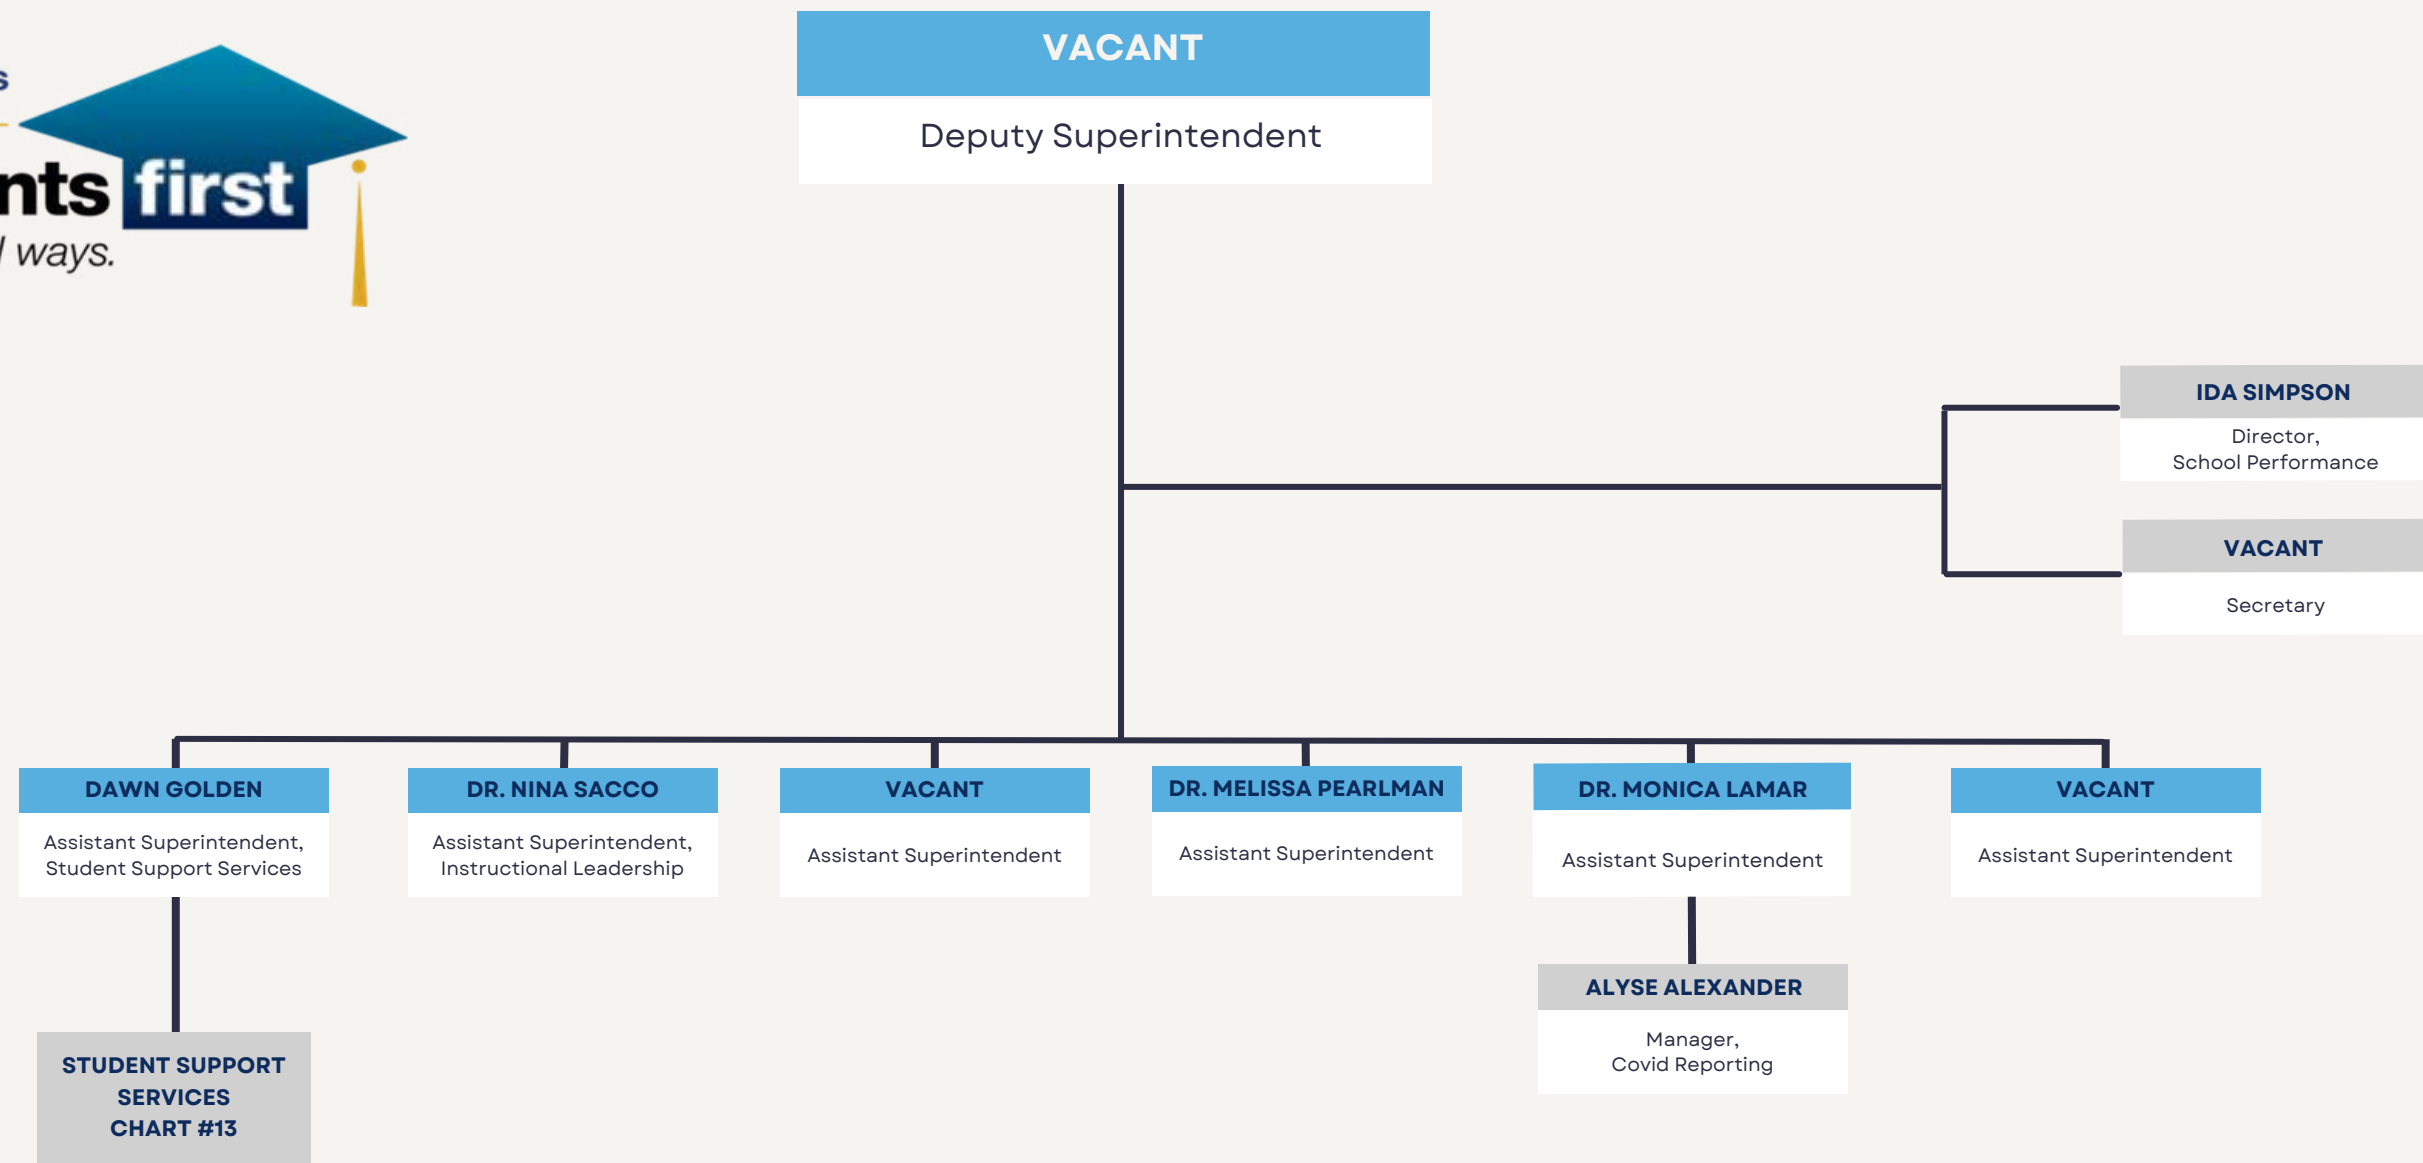 VACANT
Deputy Superintendent
first
ways.
IDA SIMPSON
Director,
School Performance
VACANT
Secretary
DAWN GOLDEN
Assistant Superintendent,
Student Support Services
DR. NINA SACCO
Assistant Superintendent,
Instructional Leadership
VACANT
Assistant Superintendent
DR. MELISSA PEARLMAN
Assistant Superintendent
DR. MONICA LAMAR
Assistant Superintendent
VACANT
Assistant Superintendent
ALYSE ALEXANDER
Manager,
Covid Reporting
STUDENT SUPPORT
SERVICES
CHART #13